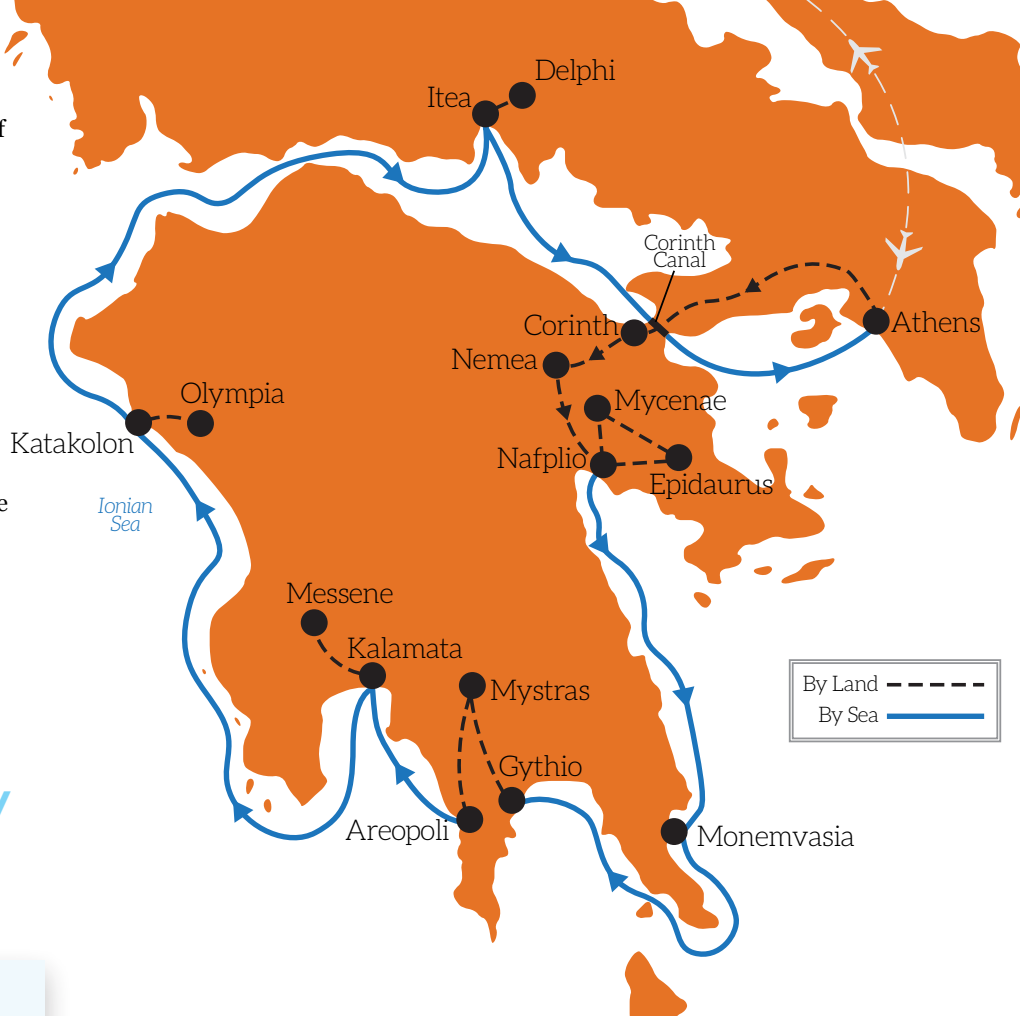 Delphi
Itea
f
Corinth
Canal
Corinth
Athens
Nemea
Olympia
Mycenae
Katakolon
Nafplio
Epidaurus
e
Ionian
Sea
Messene
Kalamata
Mystras
By Land
By Sea
Gythio
Areopoli
Monemvasia
y